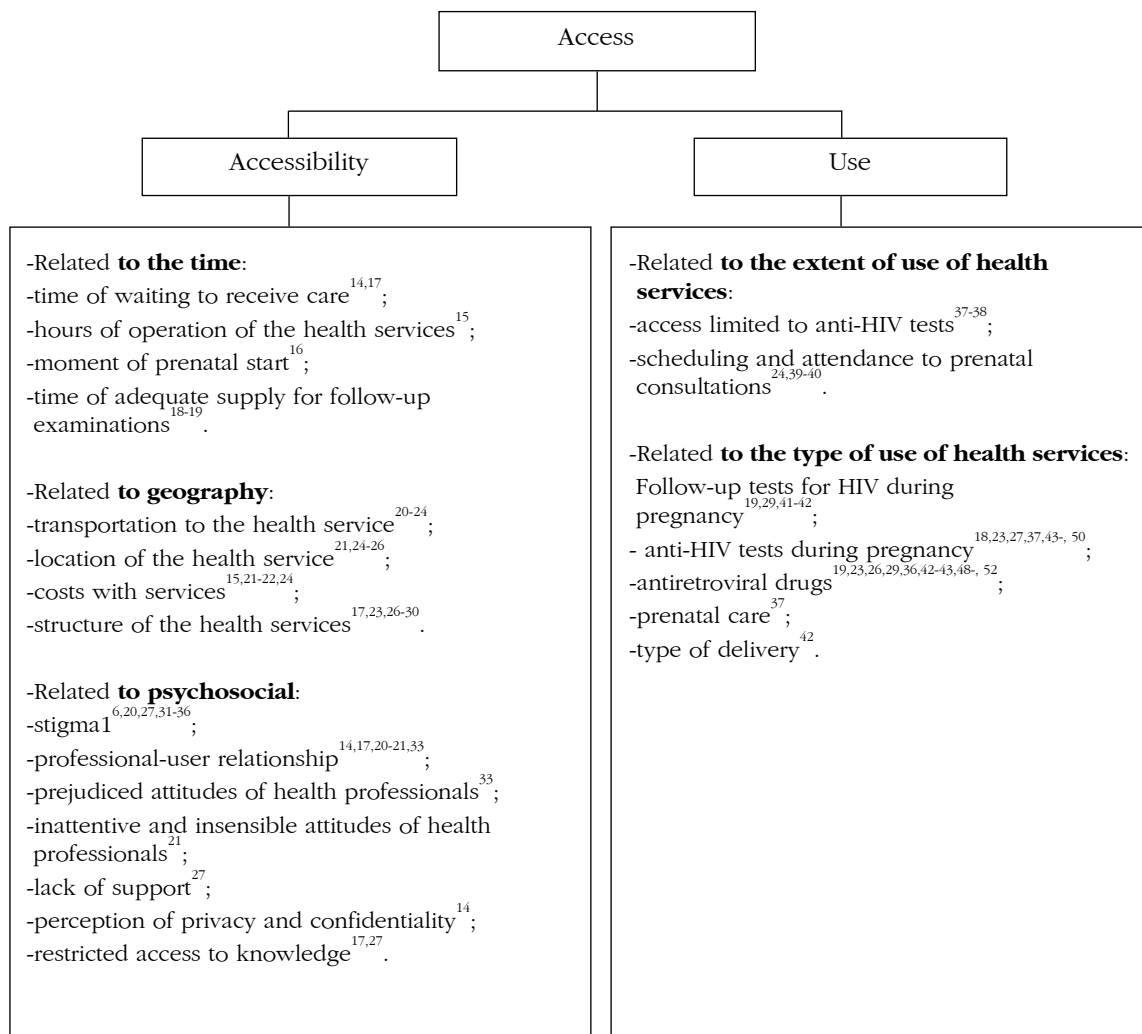 Access
Accessibility
-Related to the time:
-time of waiting to receive care14,17;
-hours of operation of the health services15;
-moment of prenatal start16;
-time of adequate supply for follow-up
examinations18-19.
-Related to geography:
-transportation to the health service20-24;
-location of the health service21,24-26;
-costs with services15,21-22,24;
-structure of the health services17,23,26-30.
-Related to psychosocial:
-stigma16,20,27,31-36;
-professional-user relationship14,17,20-21,33;
-prejudiced attitudes of health professionals33;
-inattentive and insensible attitudes of health
professionals21;
-lack of support27;
-perception of privacy and confidentiality14;
-restricted access to knowledge17,27.
Use
-Related to the extent of use of health
services:
-access limited to anti-HIV tests37-38;
-scheduling and attendance to prenatal
consultations24,39-40.
-Related to the type of use of health services:
Follow-up tests for HIV during
pregnancy19,29,41-42;
- anti-HIV tests during pregnancy18,23,27,37,43-, 50;
-antiretroviral drugs19,23,26,29,36,42-43,48-, 52;
-prenatal care37;
-type of delivery42.